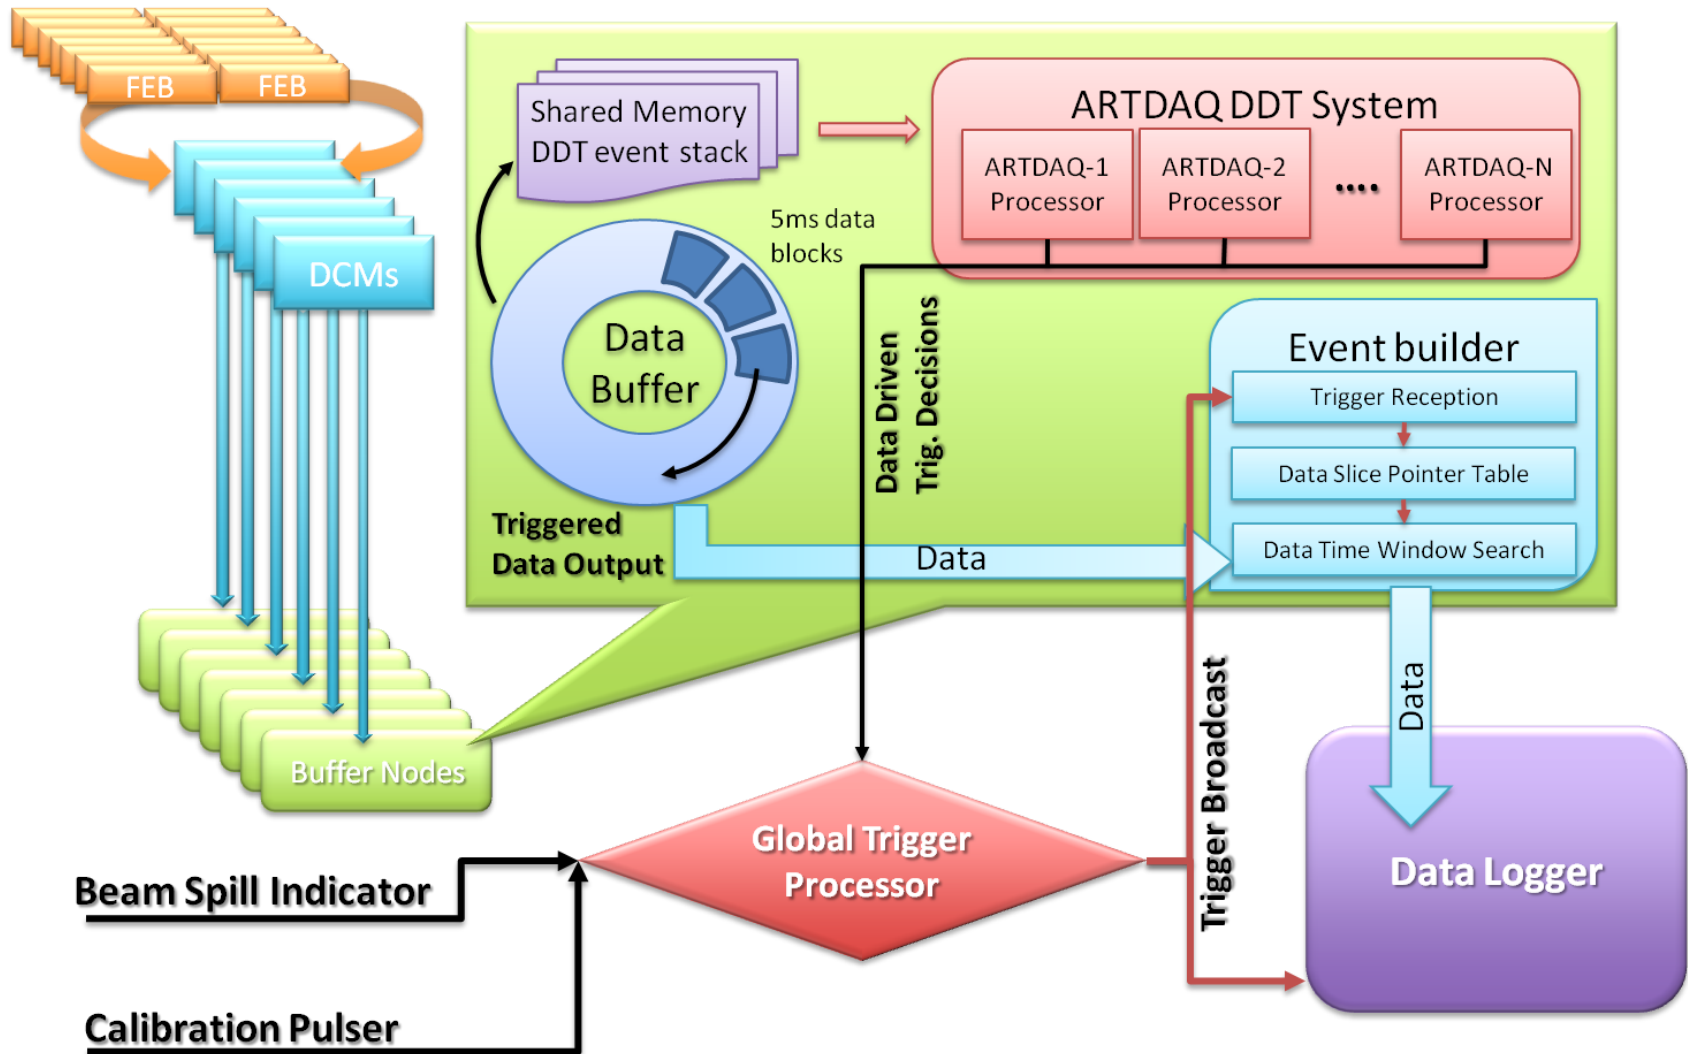 FEB FEB
DCMs
Buffer Nodes
Shared Memory
DDT event stack
5ms data
blocks
Data
Buffer
Triggered
Data Output
Data
ARTDAQ DDT System
ARTDAQ-1
Processor
ARTDAQ-2
Processor
....
ARTDAQ-N
Processor
Data Driven
Trig. Decisions
Event builder
Trigger Reception
Data Slice Pointer Table
Data Time Window Search
Data
Trigger Broadcast
Global Trigger
Processor
Data Logger
Beam Spill Indicator
Calibration Pulser